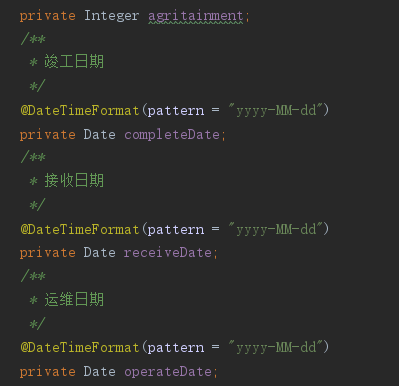 private Integer agritainment;
/**
 * 竣工日期
 */
@DateTimeFormat(pattern = "yyyy-MM-dd")
private Date completeDate;
/**
 * 接收日期
 */
@DateTimeFormat(pattern = "yyyy-MM-dd")
private Date receiveDate;
/**
 * 运维日期
 */
@DateTimeFormat(pattern = "yyyy-MM-dd")
private Date operateDate;